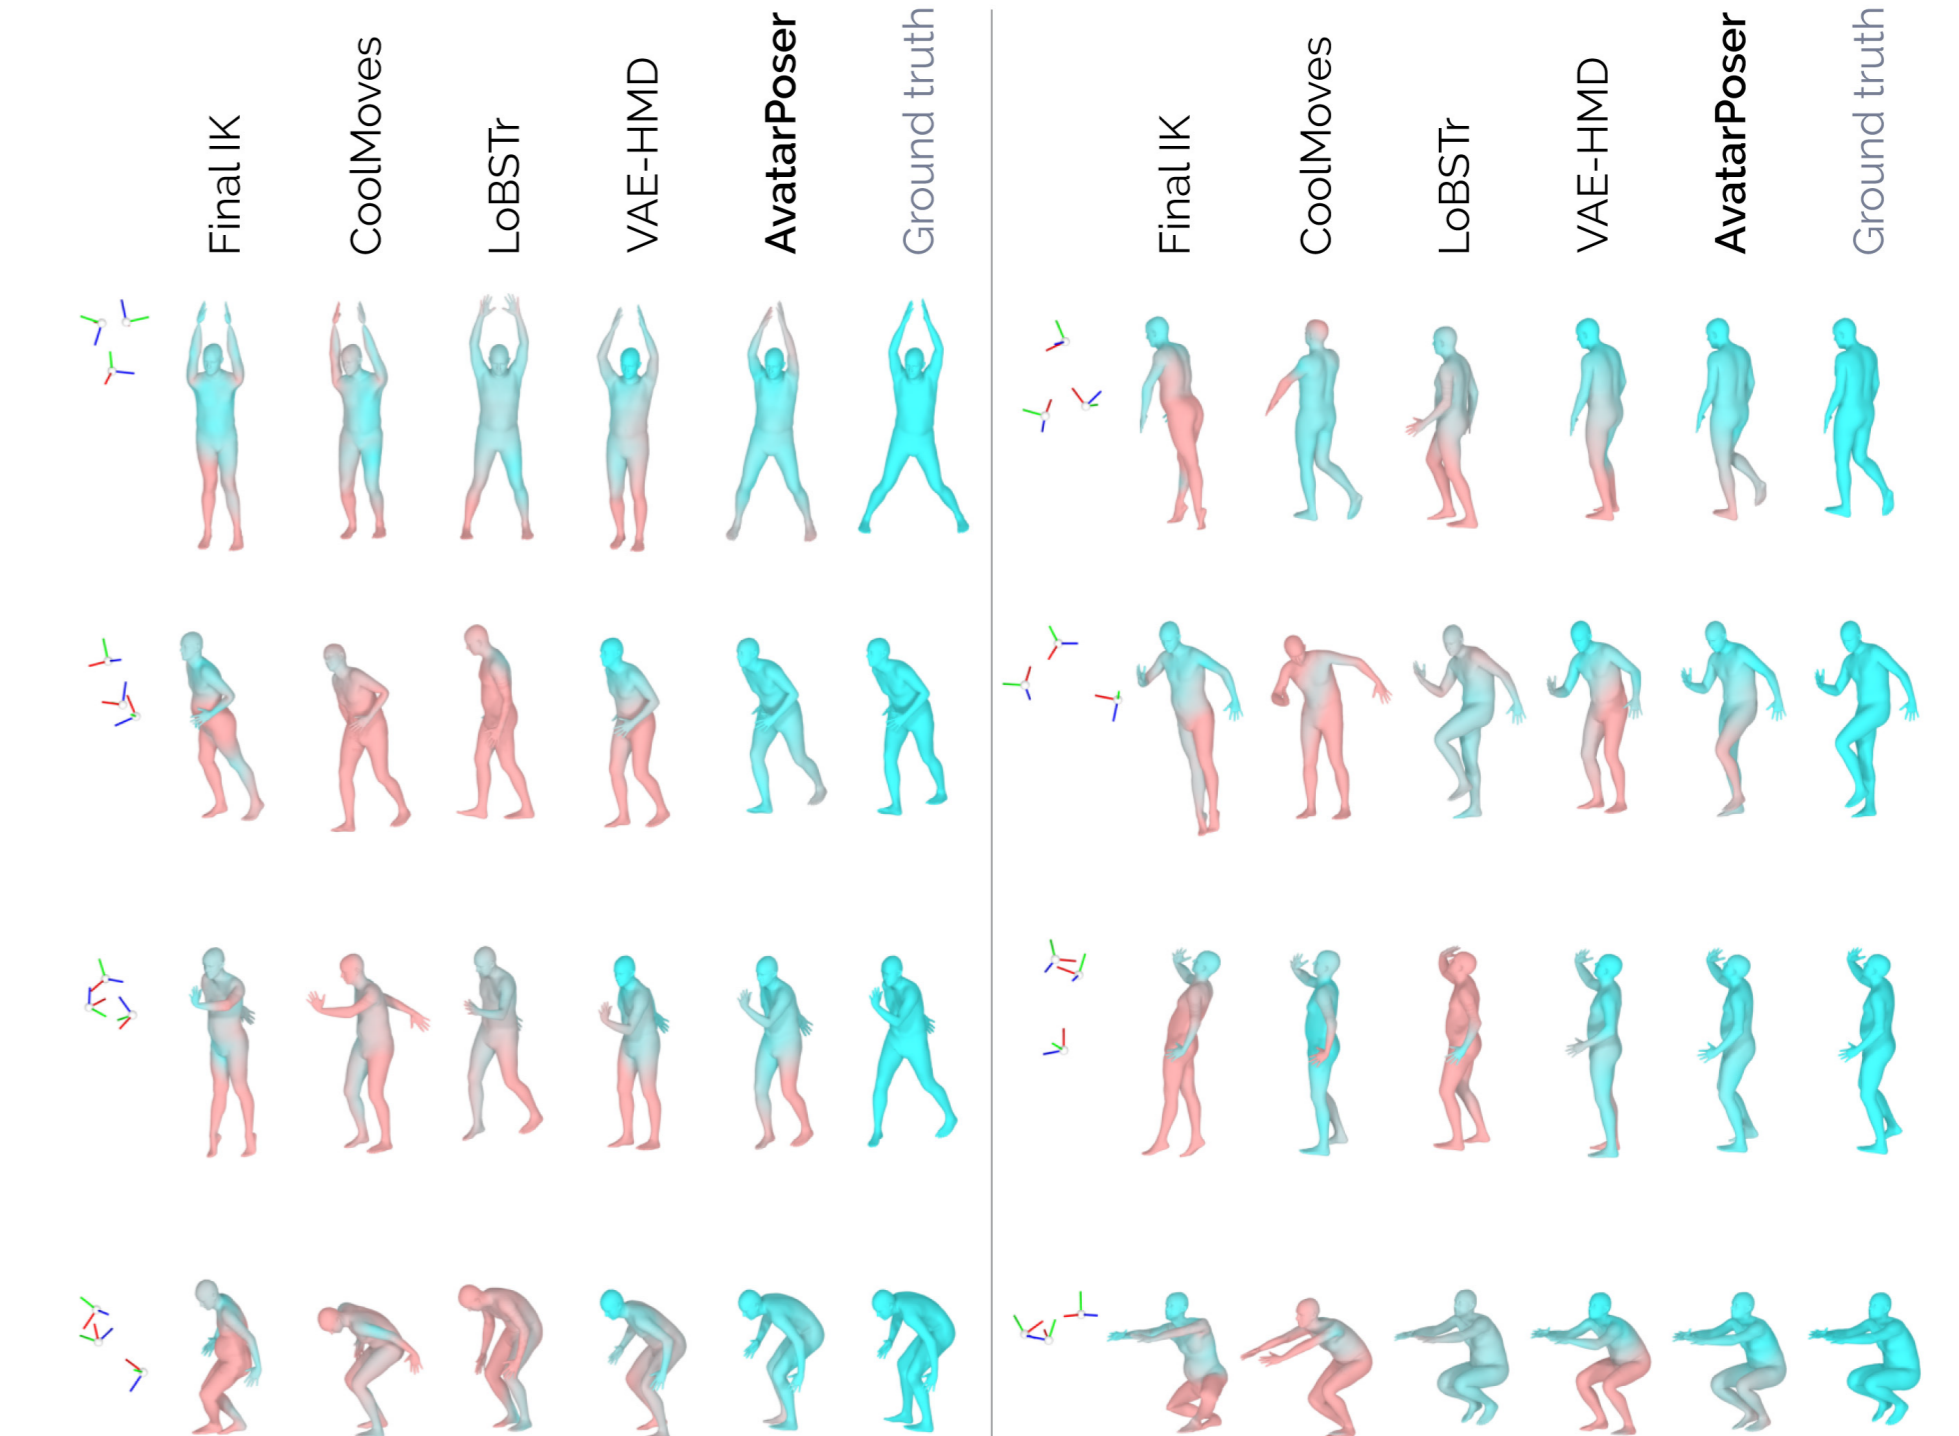 Final IK
CoolMoves
LoBSTr
VAE-HMD
AvatarPoser
Ground truth
Final IK
CoolMoves
LoBSTr
VAE-HMD
AvatarPoser
Ground truth